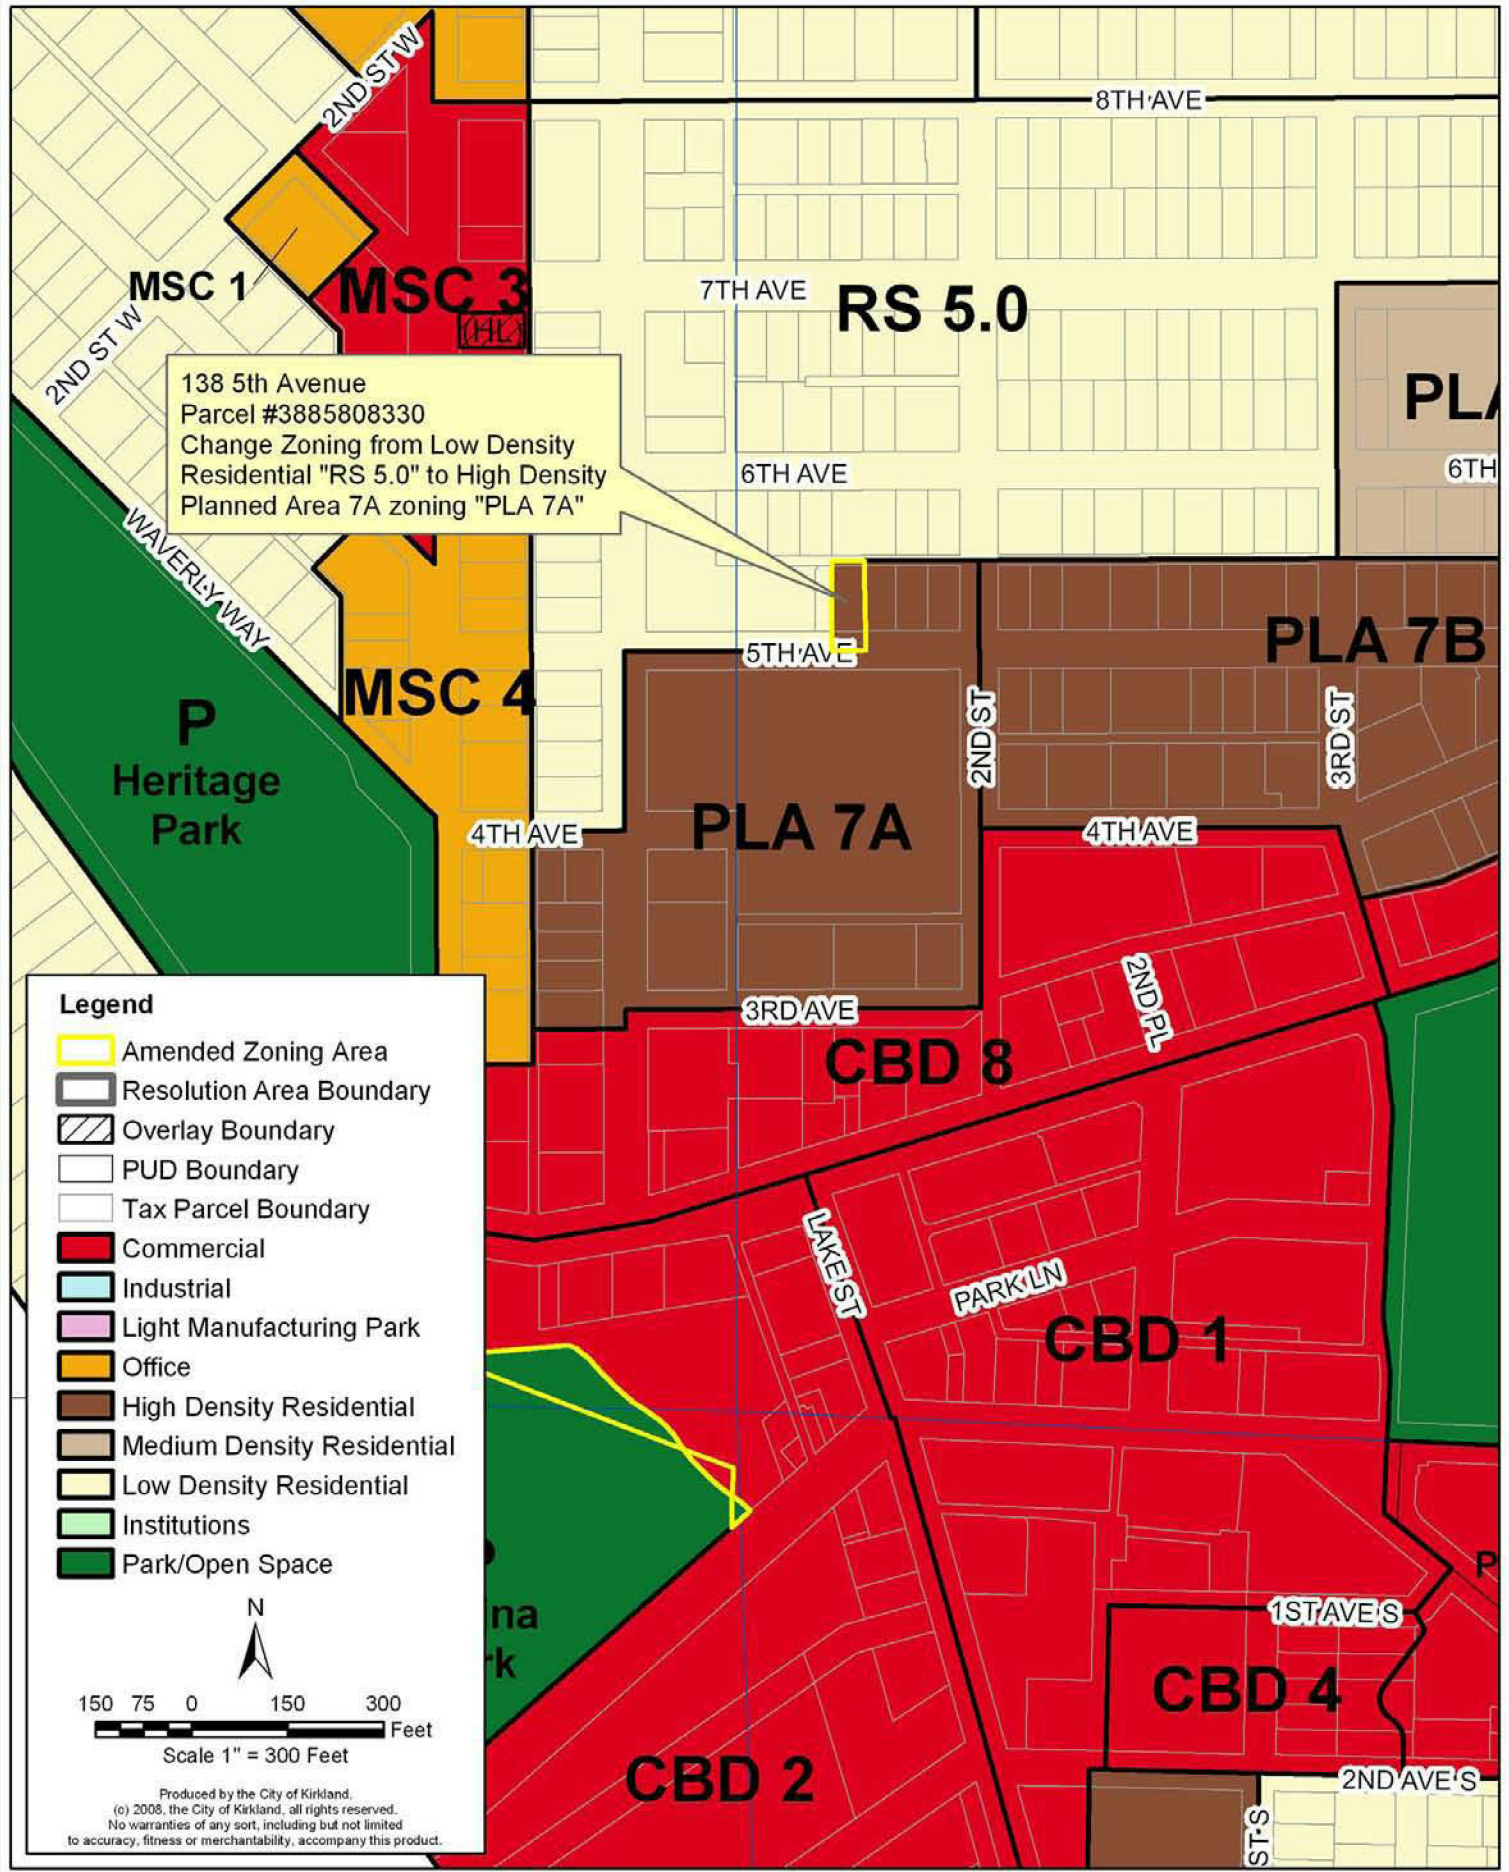 2ND ST W
8TH AVE
MSC 1
MSC 3
(HL)
7TH AVE
RS 5.0
2ND ST W
138 5th Avenue
Parcel #3885808330
Change Zoning from Low Density
Residential "RS 5.0" to High Density
Planned Area 7A zoning "PLA 7A"
PLA
6TH AVE
6TH
WAVERLY WAY
5TH AVE
PLA 7B
MSC 4
P
Heritage
Park
2ND ST
3RD ST
4TH AVE
PLA 7A
4TH AVE
2ND PL
3RD AVE
CBD 8
LAKE ST
PARK LN
CBD 1
na
rk
P
1ST AVE S
CBD 4
CBD 2
2ND AVE S
ST S
Legend
Amended Zoning Area
Resolution Area Boundary
Overlay Boundary
PUD Boundary
Tax Parcel Boundary
Commercial
Industrial
Light Manufacturing Park
Office
High Density Residential
Medium Density Residential
Low Density Residential
Institutions
Park/Open Space
N
150 75 0 150 300
Feet
Scale 1" = 300 Feet
Produced by the City of Kirkland.
(c) 2008, the City of Kirkland, all rights reserved.
No warranties of any sort, including but not limited
to accuracy, fitness or merchantability, accompany this product.